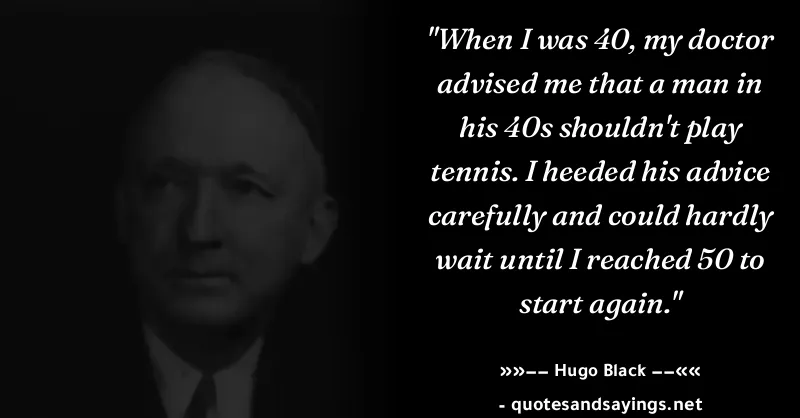 "When I was 40, my doctor
advised me that a man in
his 40s shouldn't play
tennis. I heeded his advice
carefully and could hardly
wait until I reached 50 to
start again."
»»—— Hugo Black ——««
- quotesandsayings.net